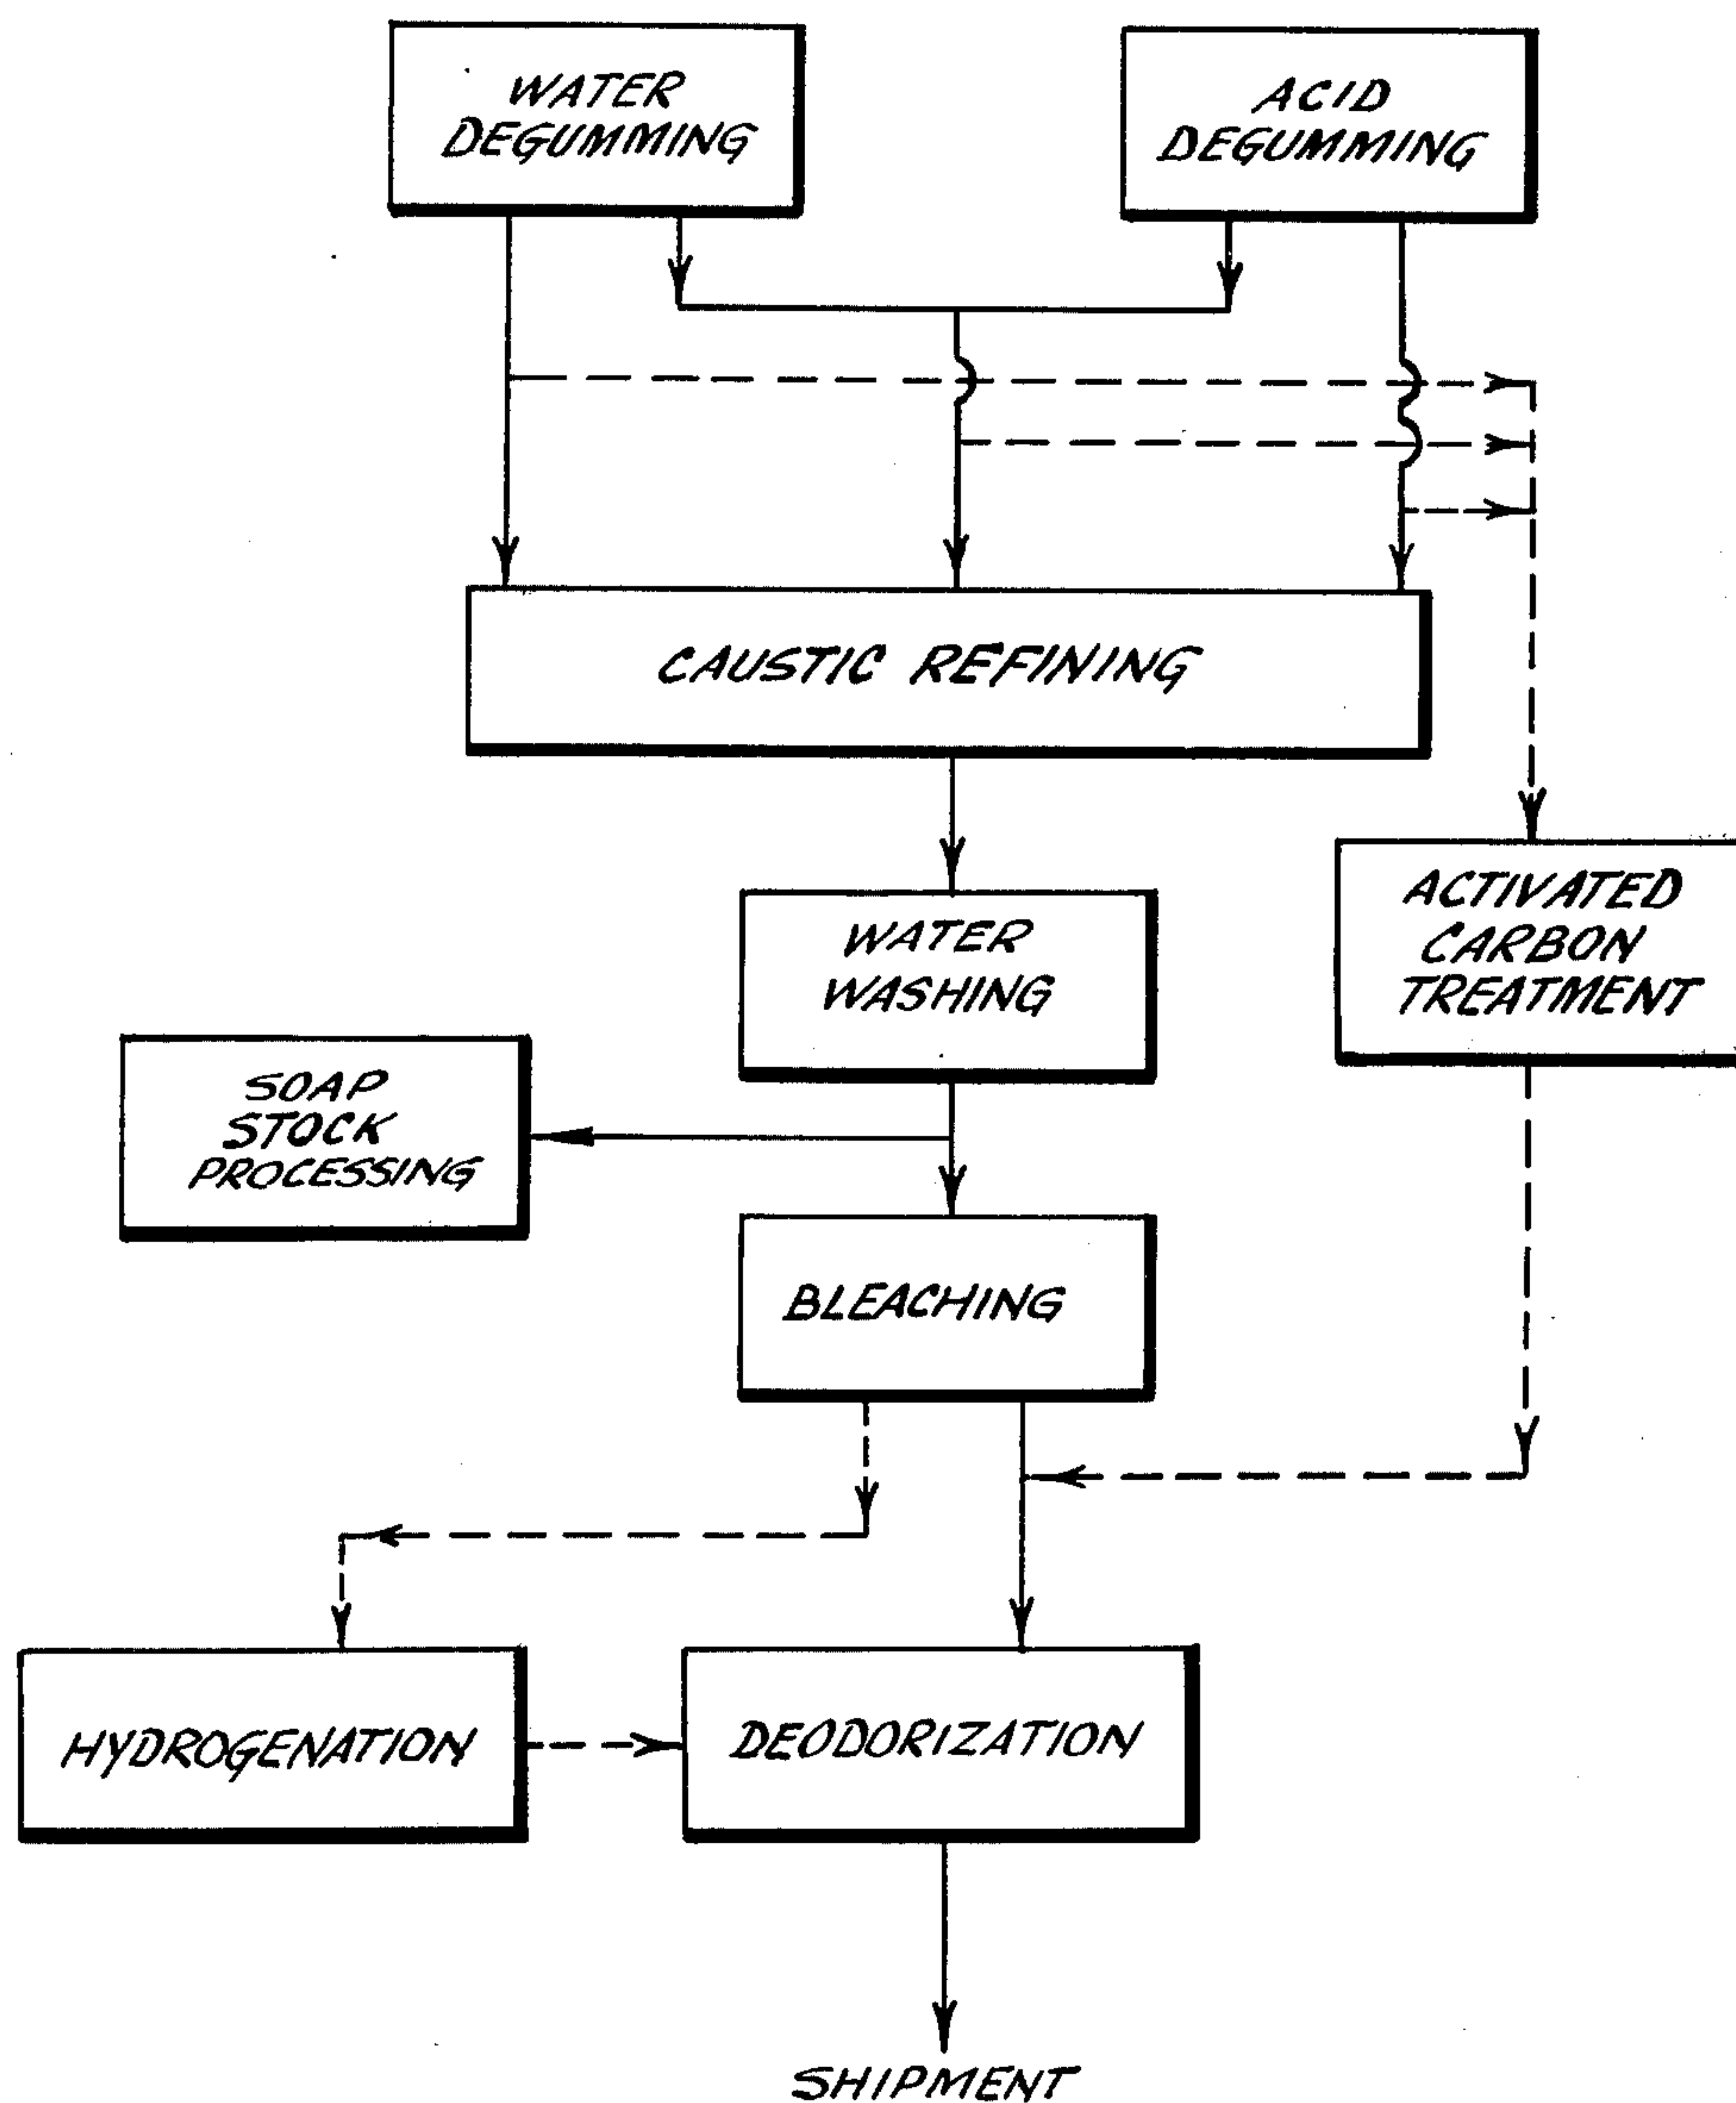 WATER
DEGUMMING
ACID
DEGUMMING
CAUSTIC REFINING
ACTIVATED
CARBON
TREATMENT
WATER
WASHING
SOAP
STOCK
PROCESSING
BLEACHING
HYDROGENATION
DEODORIZATION
SHIPMENT